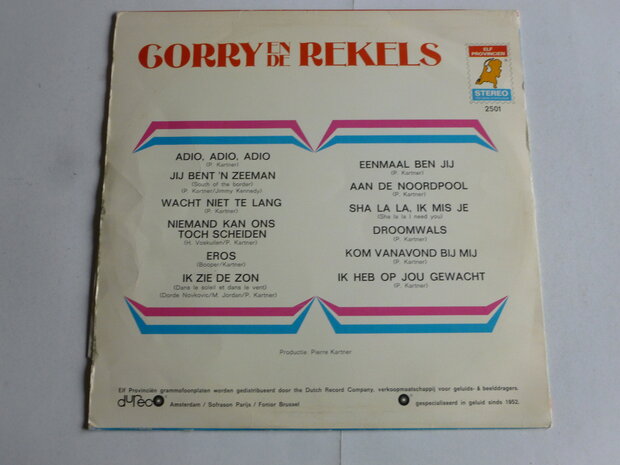 CORRY EN DE REKELS
ELF PROVINCIËN
STEREO
2501
ADIO, ADIO, ADIO
(P. Kartner)
JIJ BENT 'N ZEEMAN
(South of the border)
(P. Kartner/Jimmy Kennedy)
WACHT NIET TE LANG
(P. Kartner)
NIEMAND KAN ONS
TOCH SCHEIDEN
(H. Voskuilen/P. Kartner)
EROS
(Booper/Kartner)
IK ZIE DE ZON
(Dans le soleil et dans le vent)
(Dorde Novkovic/M. Jordan/P. Kartner)
EENMAAL BEN JIJ
(P. Kartner)
AAN DE NOORDPOOL
(P. Kartner)
SHA LA LA, IK MIS JE
(Sha la la I need you)
DROOMWALS
(P. Kartner)
KOM VANAVOND BIJ MIJ
(P. Kartner)
IK HEB OP JOU GEWACHT
(P. Kartner)
Productie: Pierre Kartner
Elf Provinciën grammofoonplaten worden gedistribueerd door the Dutch Record Company, verkoopmaatschappij voor geluids- & beelddragers.
dureco Amsterdam / Sofrason Parijs / Fonior Brussel gespecialiseerd in geluid sinds 1952.